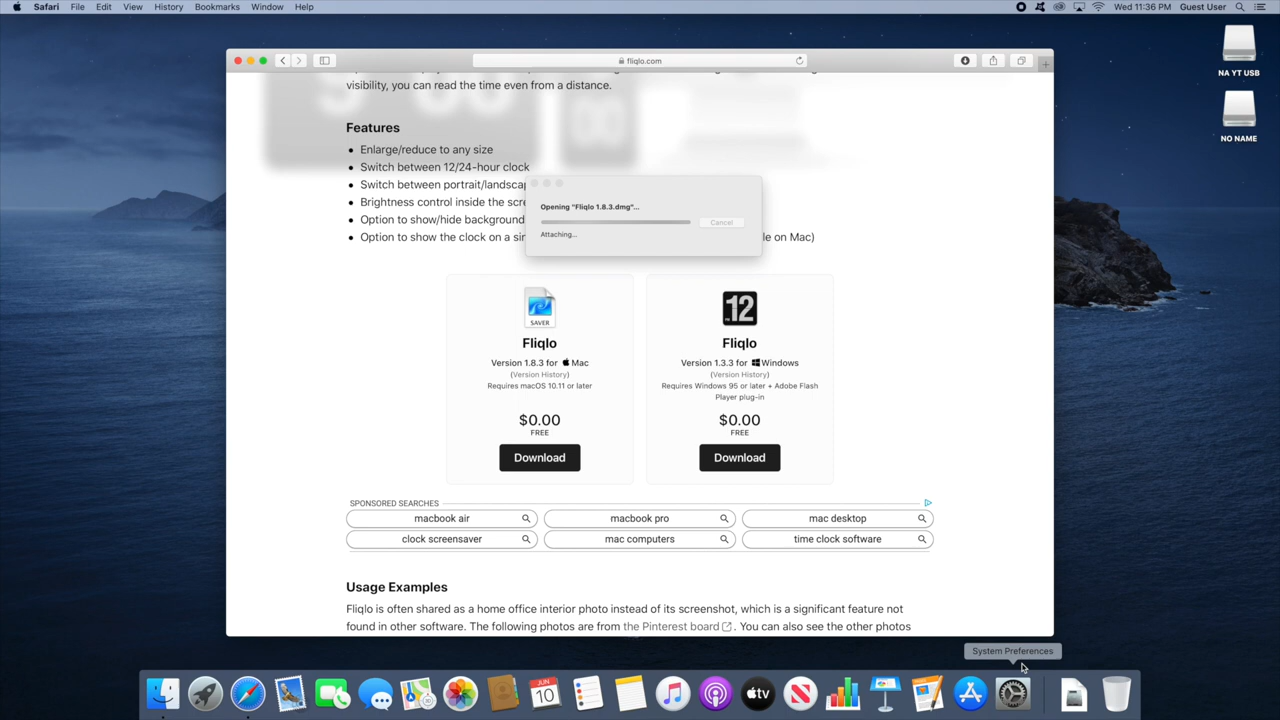 Safari File Edit View History Bookmarks Window Help
Wed 11:36 PM Guest User
fliqlo.com
NA YT USB
NO NAME
visibility, you can read the time even from a distance.
Features
Enlarge/reduce to any size
Switch between 12/24-hour clock
Switch between portrait/landscap
Brightness control inside the scre
Option to show/hide background
Option to show the clock on a sin
le on Mac)
Opening "Fliqlo 1.8.3.dmg"...
Cancel
Attaching...
SAVER
Fliqlo
Version 1.8.3 for Mac
(Version History)
Requires macOS 10.11 or later
$0.00
FREE
Download
12
Fliqlo
Version 1.3.3 for Windows
(Version History)
Requires Windows 95 or later + Adobe Flash
Player plug-in
$0.00
FREE
Download
SPONSORED SEARCHES
macbook air
macbook pro
mac desktop
clock screensaver
mac computers
time clock software
Usage Examples
Fliqlo is often shared as a home office interior photo instead of its screenshot, which is a significant feature not
found in other software. The following photos are from the Pinterest board. You can also see the other photos
System Preferences
JUN
10
tv